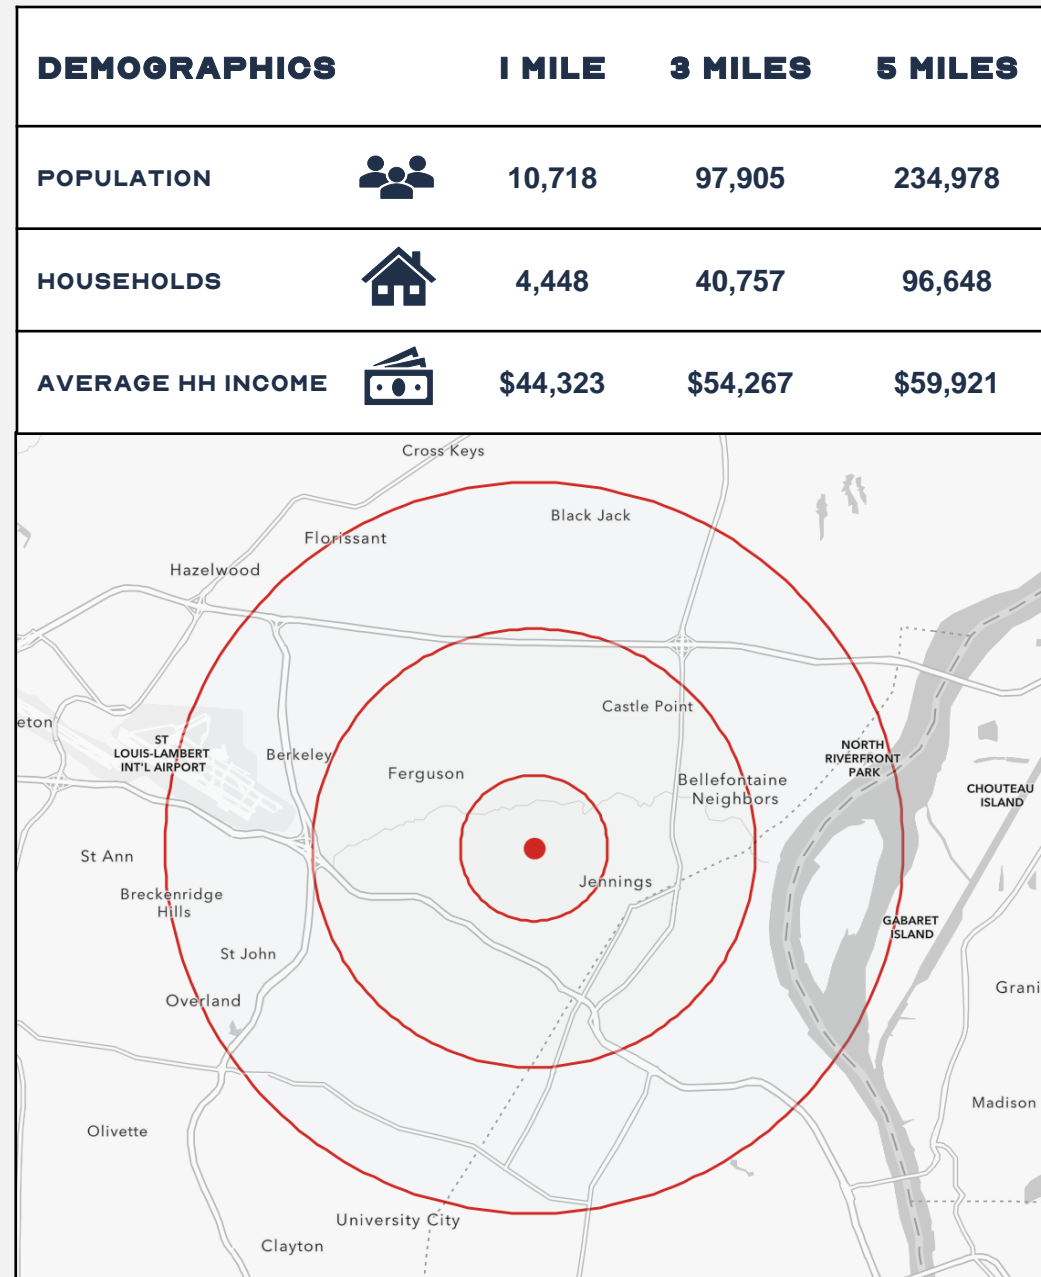 DEMOGRAPHICS 1 MILE 3 MILES 5 MILES
POPULATION 10,718 97,905 234,978
HOUSEHOLDS 4,448 40,757 96,648
AVERAGE HH INCOME $44,323 $54,267 $59,921
Cross Keys
Black Jack
Florissant
Hazelwood
Castle Point
eton
ST
LOUIS-LAMBERT
INT'L AIRPORT
Berkeley
NORTH
RIVERFRONT
PARK
Ferguson
Bellefontaine
Neighbors
CHOUTEAU
ISLAND
St Ann
Jennings
Breckenridge
Hills
GABARET
ISLAND
St John
Overland
Grani
Madison
Olivette
University City
Clayton